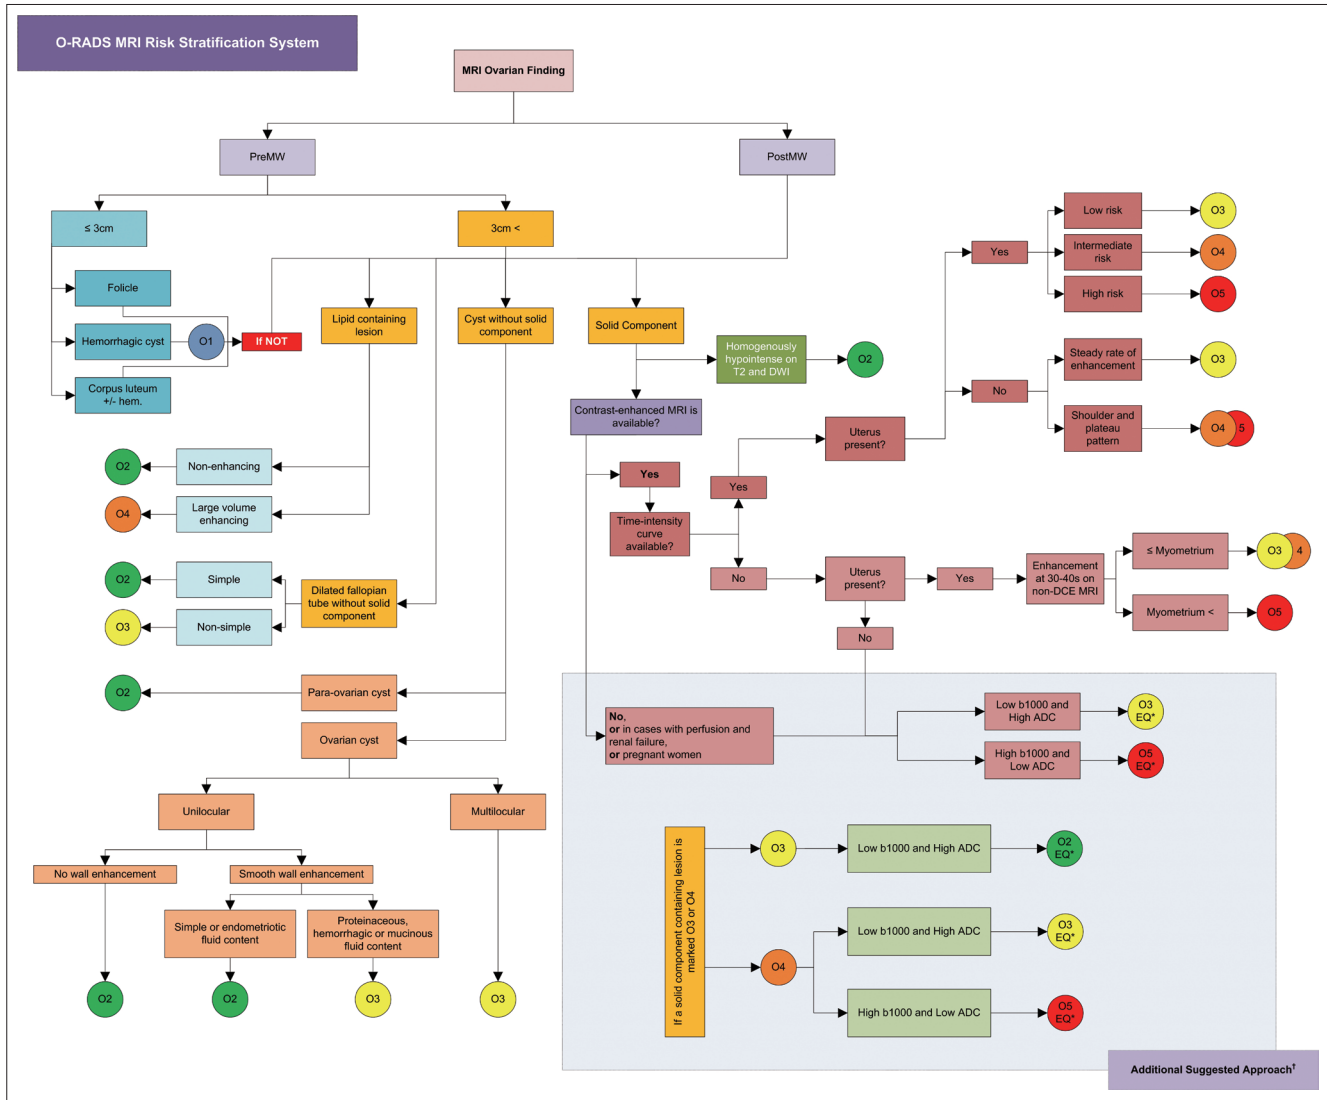 O-RADS MRI Risk Stratification System
MRI Ovarian Finding
PreMW
PostMW
≤ 3cm
3cm <
Folicle
Hemorrhagic cyst
O1
Corpus luteum
+/- hem.
If NOT
Lipid containing
lesion
Cyst without solid
component
Solid Component
Homogenously
hypointense on
T2 and DWI
O2
Contrast-enhanced MRI is
available?
Yes
Time-intensity
curve
available?
Yes
No
Uterus
present?
Yes
Low risk
O3
Intermediate
risk
O4
High risk
O5
No
Steady rate of
enhancement
O3
Shoulder and
plateau
pattern
O4
5
Uterus
present?
Yes
Enhancement
at 30-40s on
non-DCE MRI
≤ Myometrium
O3
4
Myometrium <
O5
No
O2
Non-enhancing
O4
Large volume
enhancing
O2
Simple
O3
Non-simple
Dilated fallopian
tube without solid
component
O2
Para-ovarian cyst
Ovarian cyst
Unilocular
Multilocular
No wall enhancement
Smooth wall enhancement
Simple or endometriotic
fluid content
Proteinaceous,
hemorrhagic or mucinous
fluid content
O2
O2
O3
O3
No,
or in cases with perfusion and
renal failure,
or pregnant women
Low b1000 and
High ADC
O3
EQ*
High b1000 and
Low ADC
O5
EQ*
If a solid component containing lesion is
marked O3 or O4
O3
Low b1000 and High ADC
O2
EQ*
O4
Low b1000 and High ADC
O3
EQ*
High b1000 and Low ADC
O5
EQ*
Additional Suggested Approach†